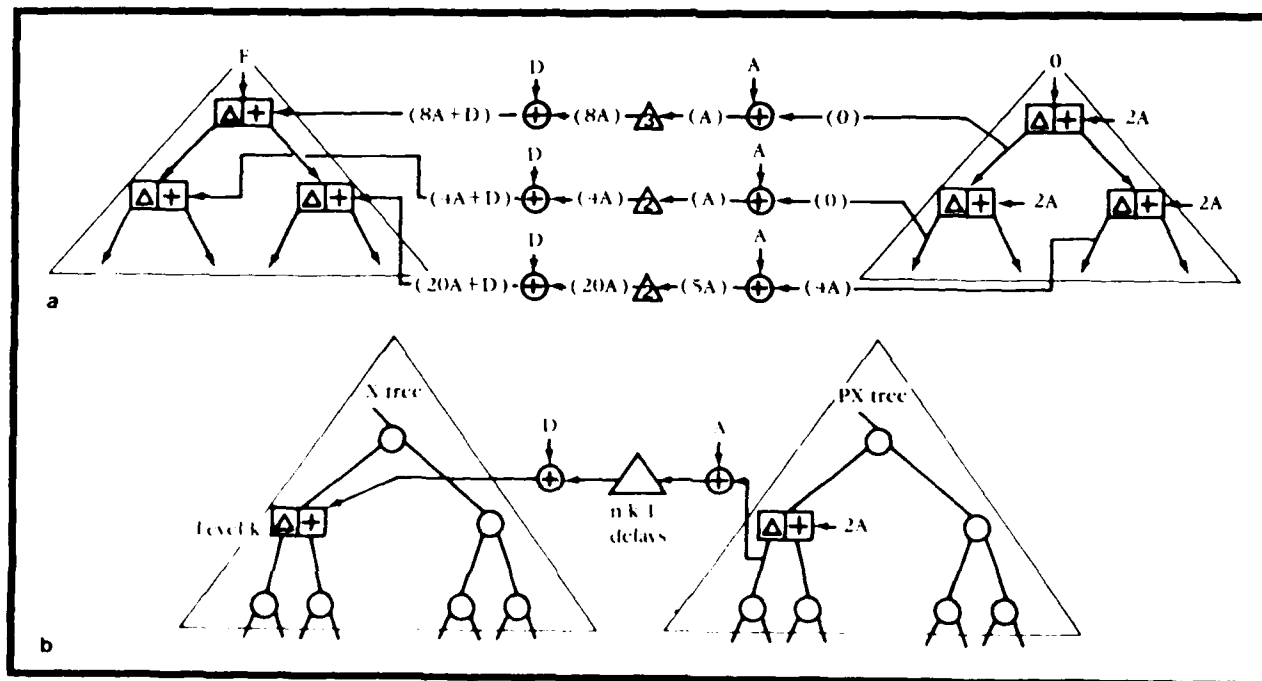 F D A 0
(8A+D) (8A) 3 (A) (0) 2A
D A
(4A+D) (4A) 2 (A) (0) 2A 2A
D A
(20A+D) (20A) 2 (5A) (4A)
a
X tree PX tree
D A
Level k n-k-1 2A
delays
b